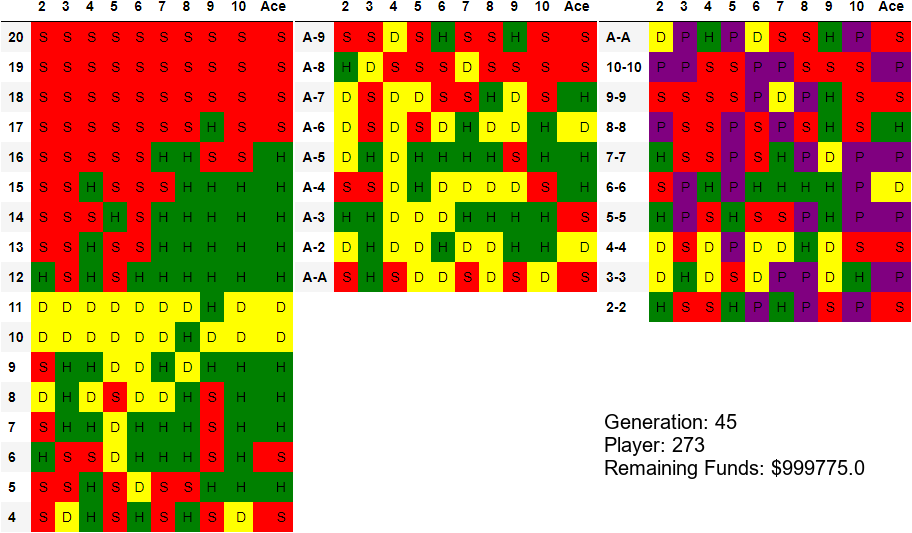 2 3 4 5 6 7 8 9 10 Ace
20 S S S S S S S S S S
19 S S S S S S S S S S
18 S S S S S S S S S S
17 S S S S S S S H S S
16 S S S S S H H S S H
15 S S H S S S H H H H
14 S S S H S H H H H H
13 S S H S S H H H H H
12 H S H S H H H H H H
11 D D D D D D D H D D
10 D D D D D D H D D D
9 S H H D D H D H H H
8 D H D S D D H S H H
7 S H H D H H H S H H
6 H S S D H H H S H S
5 S S H S D S S H H H
4 S D H S H S H S D S
2 3 4 5 6 7 8 9 10 Ace
A-9 S S D S H S S H S S
A-8 H D S S S D S S S S
A-7 D S D D S S H D S H
A-6 D S D S D H D D H D
A-5 D H D H H H H S H H
A-4 S S D H D D D D S H
A-3 H H D D D H H H H S
A-2 D H D D H D D H H D
A-A S H S D D S D S D S
2 3 4 5 6 7 8 9 10 Ace
A-A D P H P D S S H P S
10-10 P P S S P P S S S P
9-9 S S S S P D P H S S
8-8 P S S P S P S H S H
7-7 H S S P S H P D P P
6-6 S P H P H H H H P D
5-5 H P S H S S P H P P
4-4 D S D P D D H D S S
3-3 D H D S D P P D H P
2-2 H S S H P H P S P S
Generation: 45
Player: 273
Remaining Funds: $999775.0